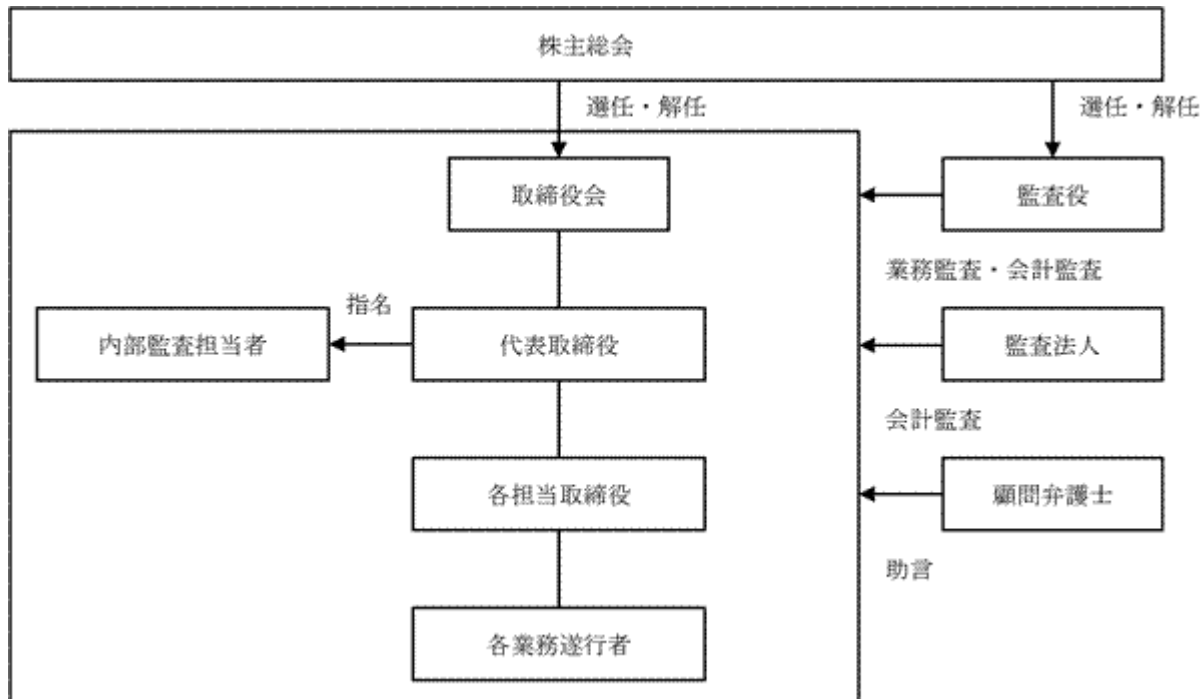 株主総会
選任・解任
選任・解任
取締役会
監査役
業務監査・会計監査
指名
内部監査担当者
代表取締役
監査法人
会計監査
各担当取締役
顧問弁護士
助言
各業務遂行者